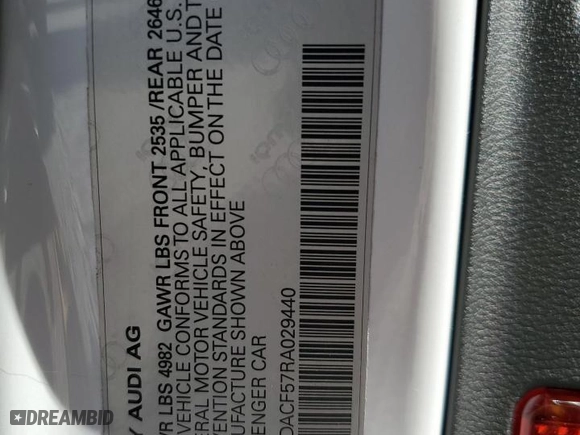 AUDI AG
LBS 4982 GAWR LBS FRONT 2535 /REAR 2646
VEHICLE CONFORMS TO ALL APPLICABLE U.S.
ERAL MOTOR VEHICLE SAFETY, BUMPER AND T
VENTION STANDARDS IN EFFECT ON THE DATE
UFACTURE SHOWN ABOVE
ENGER CAR
DACF57RA029440
DREAMBID